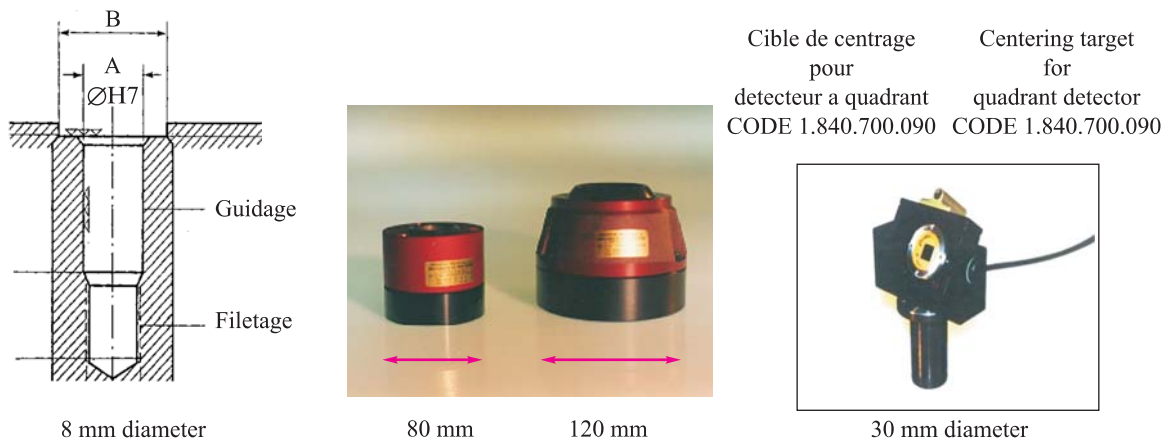 B
A
ØH7
Guidage
Filetage
8 mm diameter
80 mm
120 mm
Cible de centrage
pour
detecteur a quadrant
CODE 1.840.700.090
Centering target
for
quadrant detector
CODE 1.840.700.090
30 mm diameter